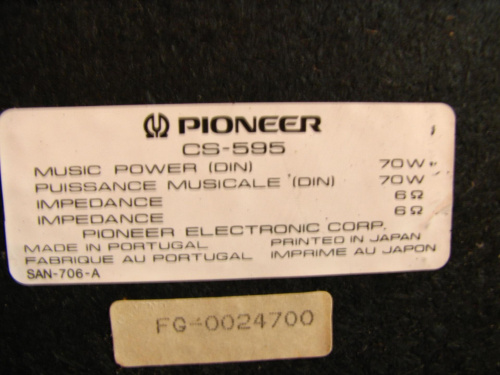 PIONEER
CS-595
MUSIC POWER (DIN) 70W
PUISSANCE MUSICALE (DIN) 70W
IMPEDANCE 6Ω
IMPEDANCE 6Ω
PIONEER ELECTRONIC CORP.
MADE IN PORTUGAL PRINTED IN JAPAN
FABRIQUE AU PORTUGAL IMPRIME AU JAPON
SAN-706-A
FG-0024700